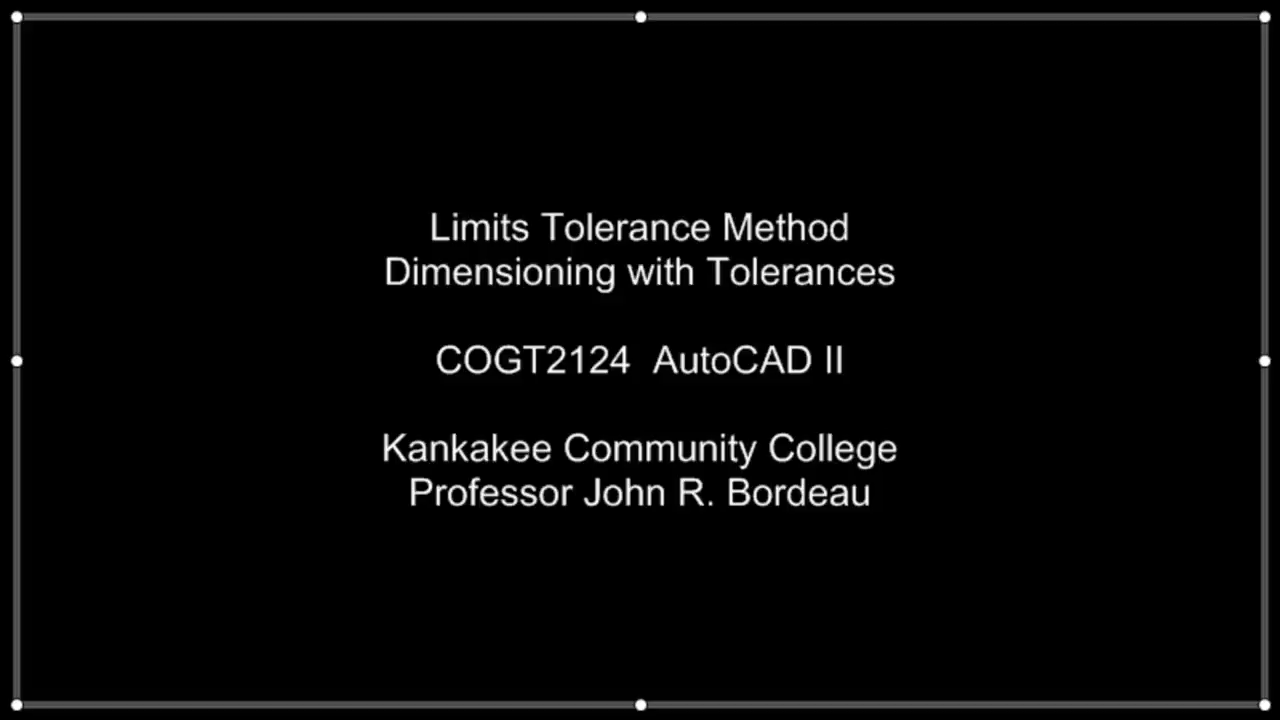 Limits Tolerance Method
Dimensioning with Tolerances
COGT2124 AutoCAD II
Kankakee Community College
Professor John R. Bordeau